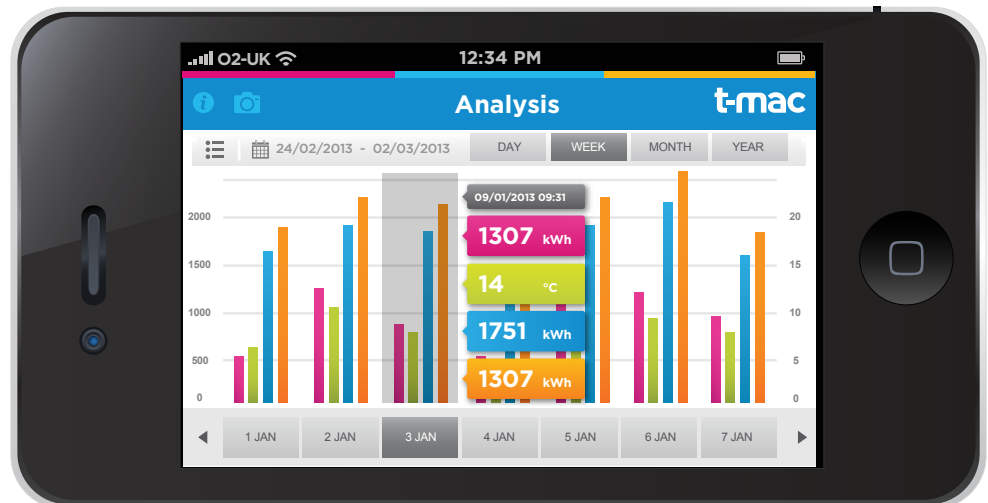 O2-UK 12:34 PM
Analysis t-mac
24/02/2013 - 02/03/2013 DAY WEEK MONTH YEAR
09/01/2013 09:31
2000 20
1307 kWh
1500 15
14 °C
1000 10
1751 kWh
500 5
1307 kWh
0 0
1 JAN 2 JAN 3 JAN 4 JAN 5 JAN 6 JAN 7 JAN